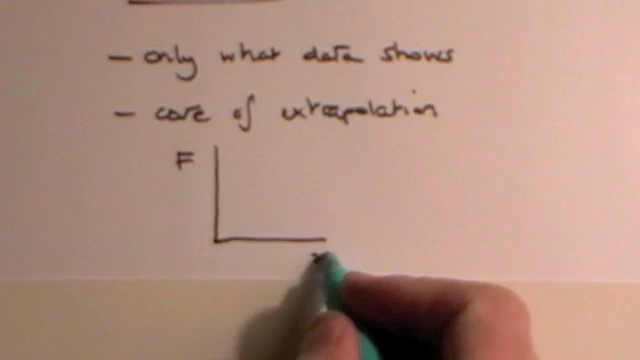 - only what data shows
- care of extrapolation
F
x